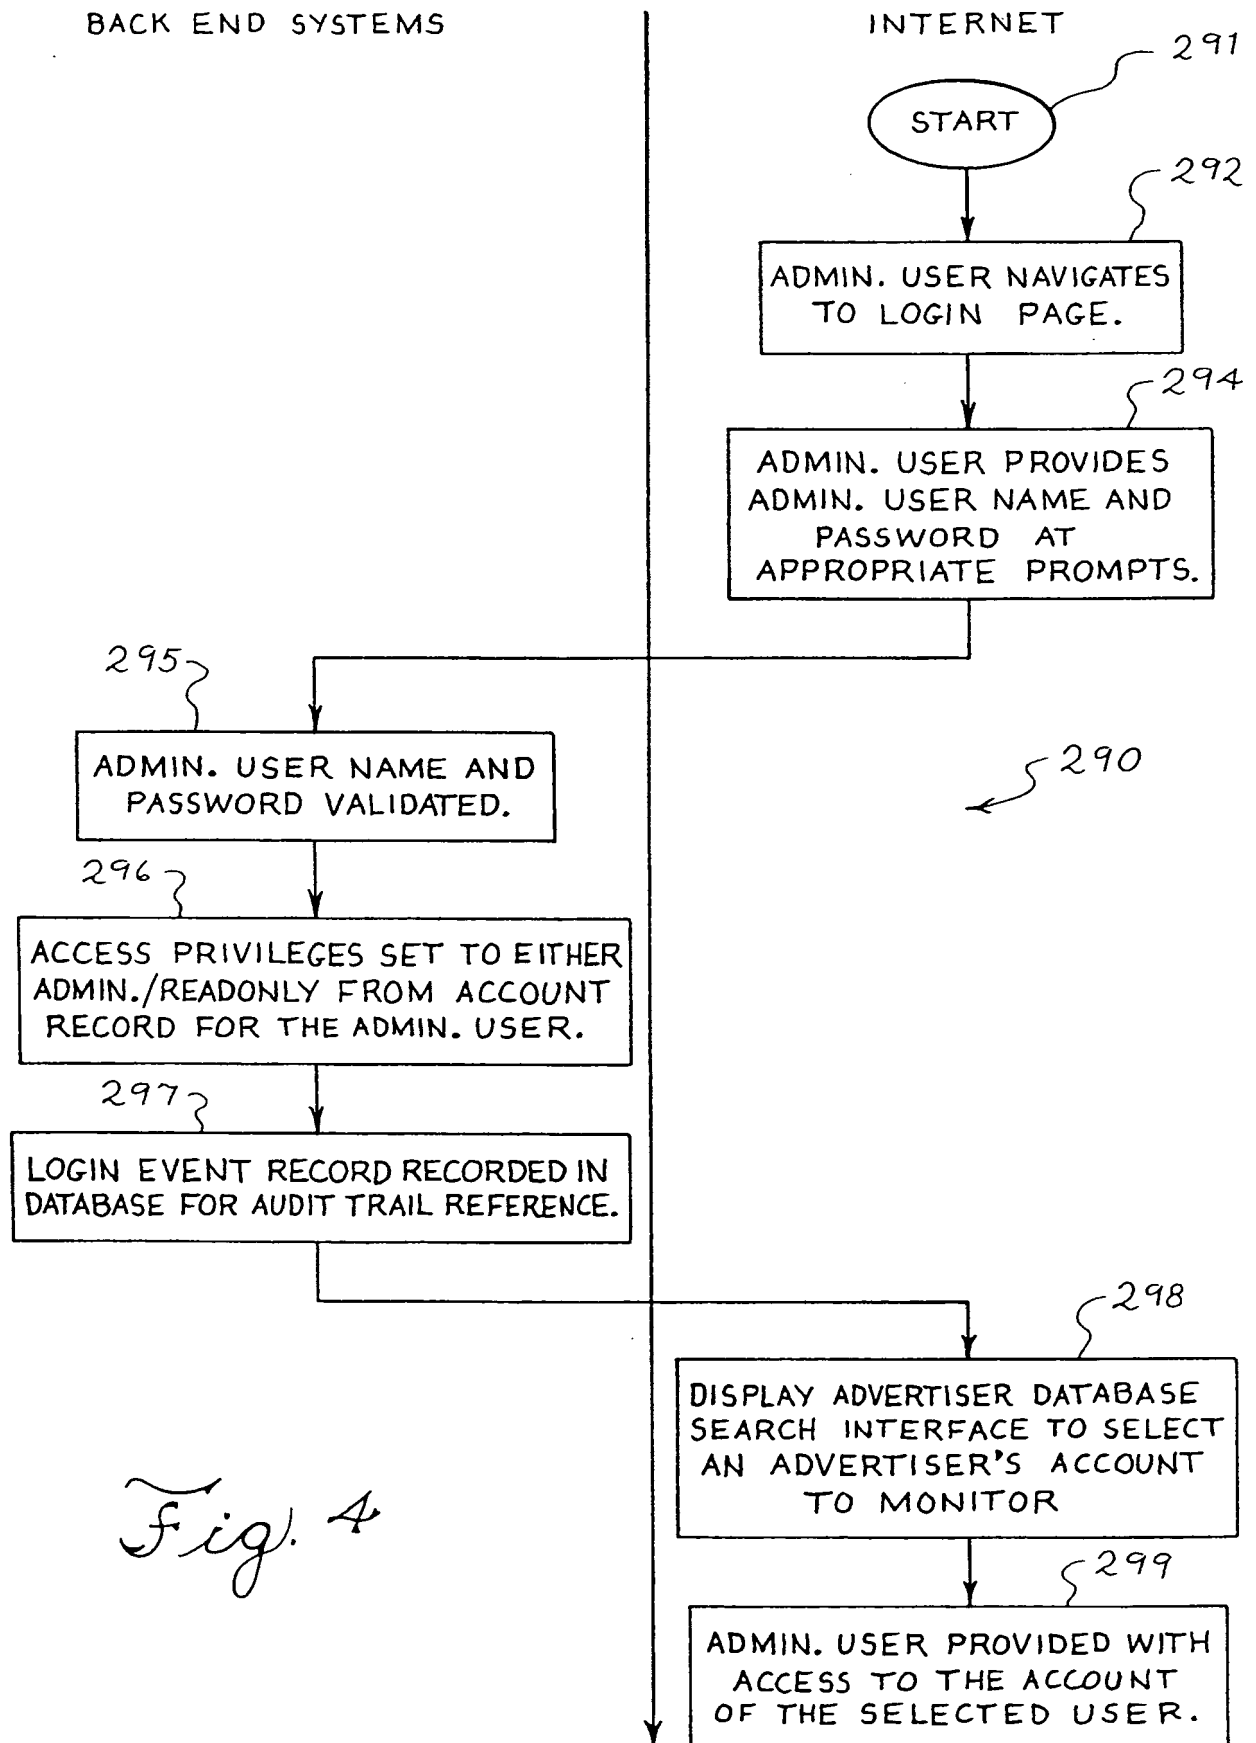 BACK END SYSTEMS
INTERNET
291
START
292
ADMIN. USER NAVIGATES
TO LOGIN PAGE.
294
ADMIN. USER PROVIDES
ADMIN. USER NAME AND
PASSWORD AT
APPROPRIATE PROMPTS.
295
ADMIN. USER NAME AND
PASSWORD VALIDATED.
290
296
ACCESS PRIVILEGES SET TO EITHER
ADMIN./READONLY FROM ACCOUNT
RECORD FOR THE ADMIN. USER.
297
LOGIN EVENT RECORD RECORDED IN
DATABASE FOR AUDIT TRAIL REFERENCE.
298
DISPLAY ADVERTISER DATABASE
SEARCH INTERFACE TO SELECT
AN ADVERTISER'S ACCOUNT
TO MONITOR
Fig. 4
299
ADMIN. USER PROVIDED WITH
ACCESS TO THE ACCOUNT
OF THE SELECTED USER.